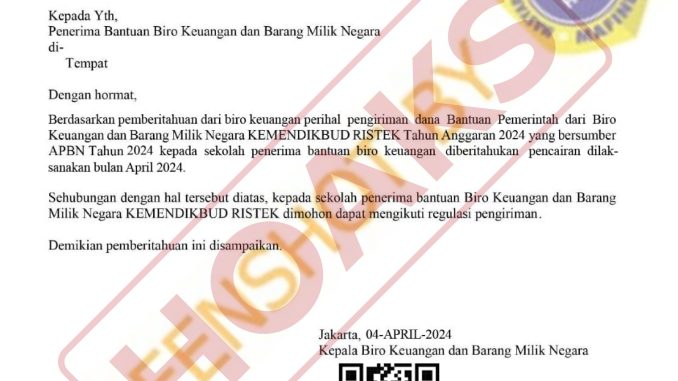 Kepada Yth,
Penerima Bantuan Biro Keuangan dan Barang Milik Negara
di-
Tempat
Dengan hormat,
Berdasarkan pemberitahuan dari biro keuangan perihal pengiriman dana Bantuan Pemerintah dari Biro
Keuangan dan Barang Milik Negara KEMENDIKBUD RISTEK Tahun Anggaran 2024 yang bersumber
APBN Tahun 2024 kepada sekolah penerima bantuan biro keuangan diberitahukan pencairan dilak-
sanakan bulan April 2024.
Sehubungan dengan hal tersebut diatas, kepada sekolah penerima bantuan Biro Keuangan dan Barang
Milik Negara KEMENDIKBUD RISTEK dimohon dapat mengikuti regulasi pengiriman.
Demikian pemberitahuan ini disampaikan.
Jakarta, 04-APRIL-2024
Kepala Biro Keuangan dan Barang Milik Negara
HOAKS
MAFIN